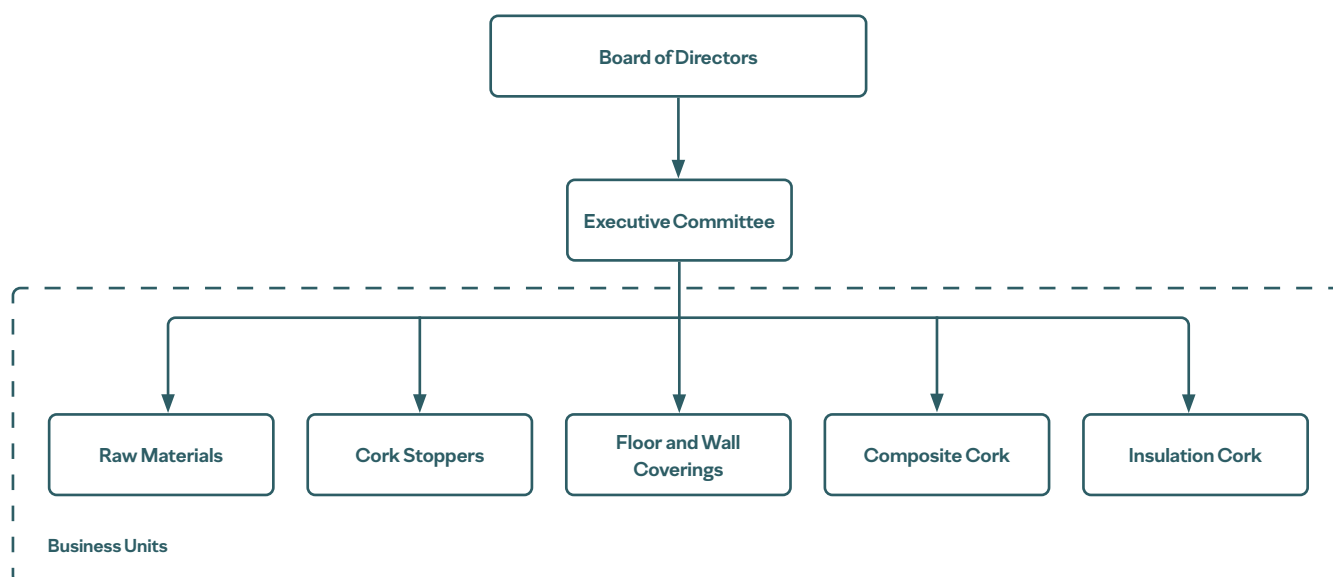 Board of Directors
Executive Committee
Raw Materials
Cork Stoppers
Floor and Wall
Coverings
Composite Cork
Insulation Cork
Business Units